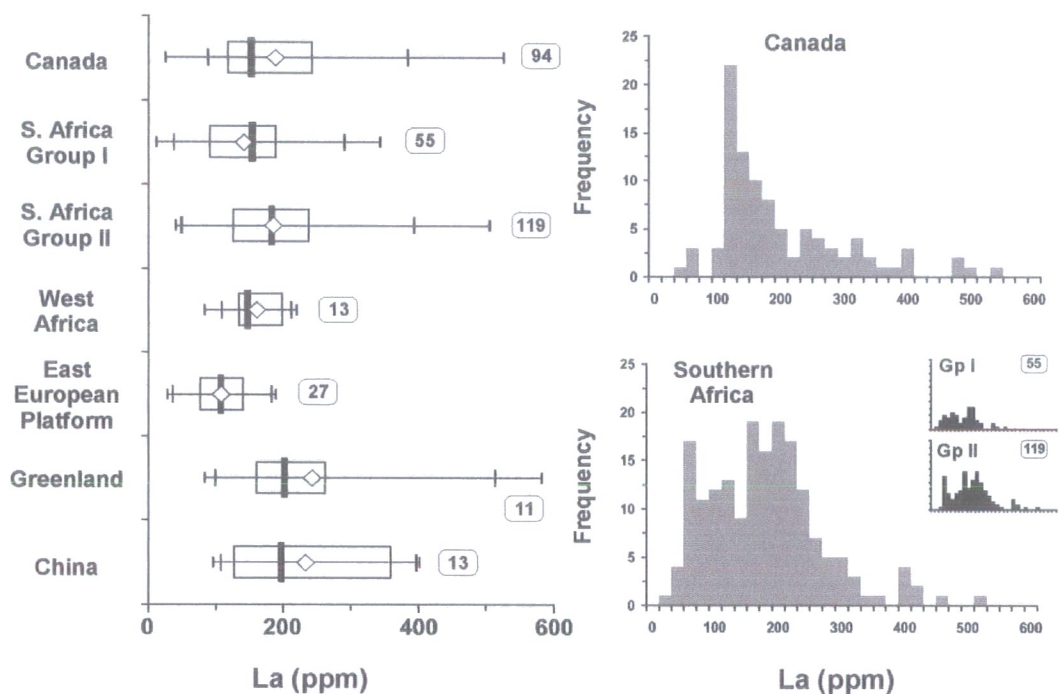 Canada
94
S. Africa
Group I
55
S. Africa
Group II
119
West
Africa
13
East
European
Platform
27
Greenland
11
China
13
0 200 400 600
La (ppm)
Canada
Frequency
25
20
15
10
5
0
0 100 200 300 400 500 600
Southern
Africa
Frequency
25
20
15
10
5
0
0 100 200 300 400 500 600
La (ppm)
Gp I 55
Gp II 119